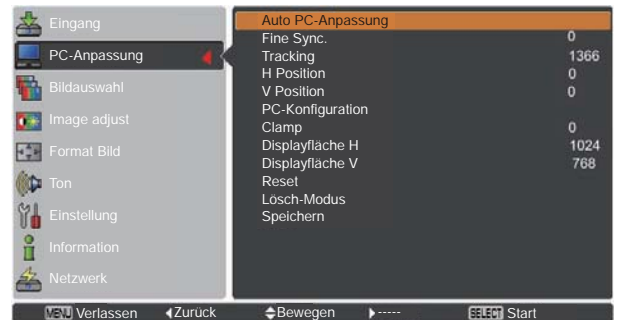 Eingang
PC-Anpassung
Bildauswahl
Image adjust
Format Bild
Ton
Einstellung
Information
Netzwerk
Auto PC-Anpassung
Fine Sync. 0
Tracking 1366
H Position 0
V Position 0
PC-Konfiguration
Clamp 0
Displayfläche H 1024
Displayfläche V 768
Reset
Lösch-Modus
Speichern
MENU Verlassen Zurück Bewegen ----- SELECT Start